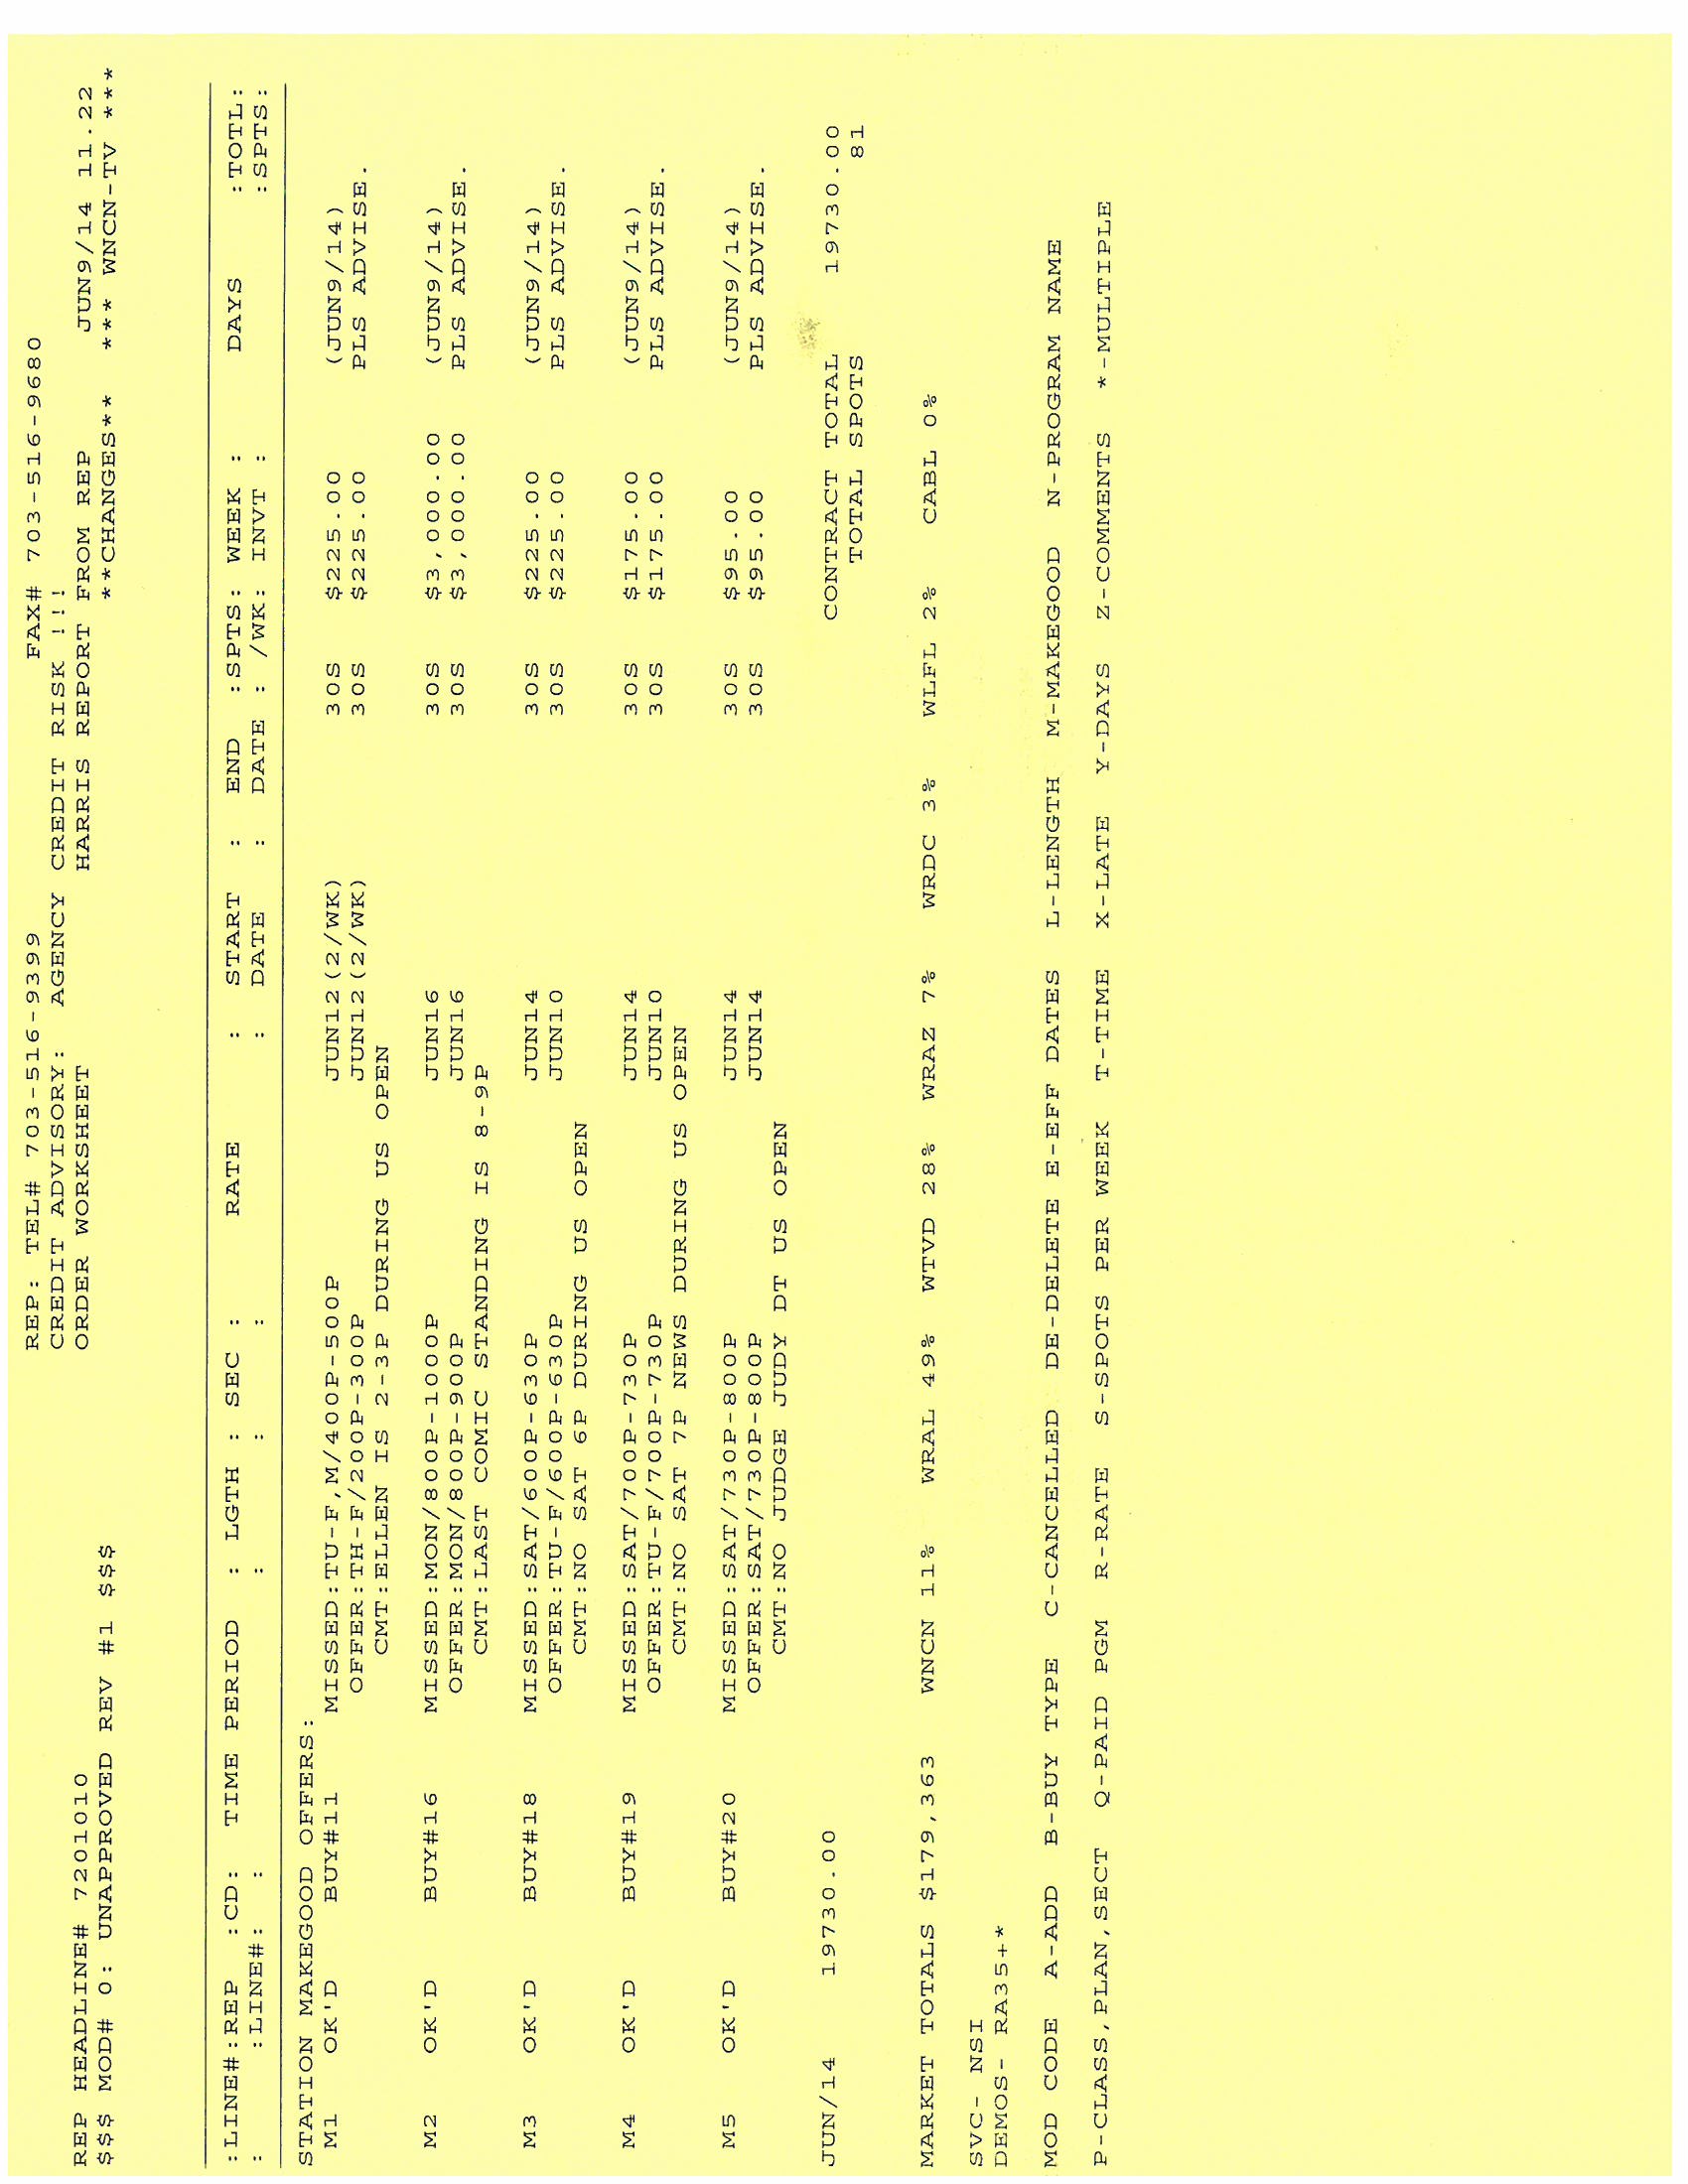 REP: TEL# 703-516-9399 FAX# 703-516-9680
CREDIT ADVISORY: AGENCY CREDIT RISK !!!
REP HEADLINE# 7201010 ORDER WORKSHEET HARRIS REPORT FROM REP JUN9/14 11.22
$$$ MOD# 0: UNAPPROVED REV #1 $$$ **CHANGES** *** WNCN-TV ***
:LINE#:REP :CD: TIME PERIOD : LGTH : SEC : RATE : START : END :SPTS: WEEK : DAYS :TOTL:
: :LINE#: : : : : : DATE : DATE : /WK: INVT : :SPTS:
STATION MAKEGOOD OFFERS:
M1 OK'D BUY#11 MISSED:TU-F,M/400P-500P JUN12(2/WK) 30S $225.00 (JUN9/14)
OFFER:TH-F/200P-300P JUN12(2/WK) 30S $225.00 PLS ADVISE.
CMT:ELLEN IS 2-3P DURING US OPEN
M2 OK'D BUY#16 MISSED:MON/800P-1000P JUN16 30S $3,000.00 (JUN9/14)
OFFER:MON/800P-900P JUN16 30S $3,000.00 PLS ADVISE.
CMT:LAST COMIC STANDING IS 8-9P
M3 OK'D BUY#18 MISSED:SAT/600P-630P JUN14 30S $225.00 (JUN9/14)
OFFER:TU-F/600P-630P JUN10 30S $225.00 PLS ADVISE.
CMT:NO SAT 6P DURING US OPEN
M4 OK'D BUY#19 MISSED:SAT/700P-730P JUN14 30S $175.00 (JUN9/14)
OFFER:TU-F/700P-730P JUN10 30S $175.00 PLS ADVISE.
CMT:NO SAT 7P NEWS DURING US OPEN
M5 OK'D BUY#20 MISSED:SAT/730P-800P JUN14 30S $95.00 (JUN9/14)
OFFER:SAT/730P-800P JUN14 30S $95.00 PLS ADVISE.
CMT:NO JUDGE JUDY DT US OPEN
JUN/14 19730.00 CONTRACT TOTAL 19730.00
TOTAL SPOTS 81
MARKET TOTALS $179,363 WNCN 11% WRAL 49% WTVD 28% WRAZ 7% WRDC 3% WLFL 2% CABL 0%
SVC- NSI
DEMOS- RA35+*
MOD CODE A-ADD B-BUY TYPE C-CANCELLED DE-DELETE E-EFF DATES L-LENGTH M-MAKEGOOD N-PROGRAM NAME
P-CLASS,PLAN,SECT Q-PAID PGM R-RATE S-SPOTS PER WEEK T-TIME X-LATE Y-DAYS Z-COMMENTS *-MULTIPLE